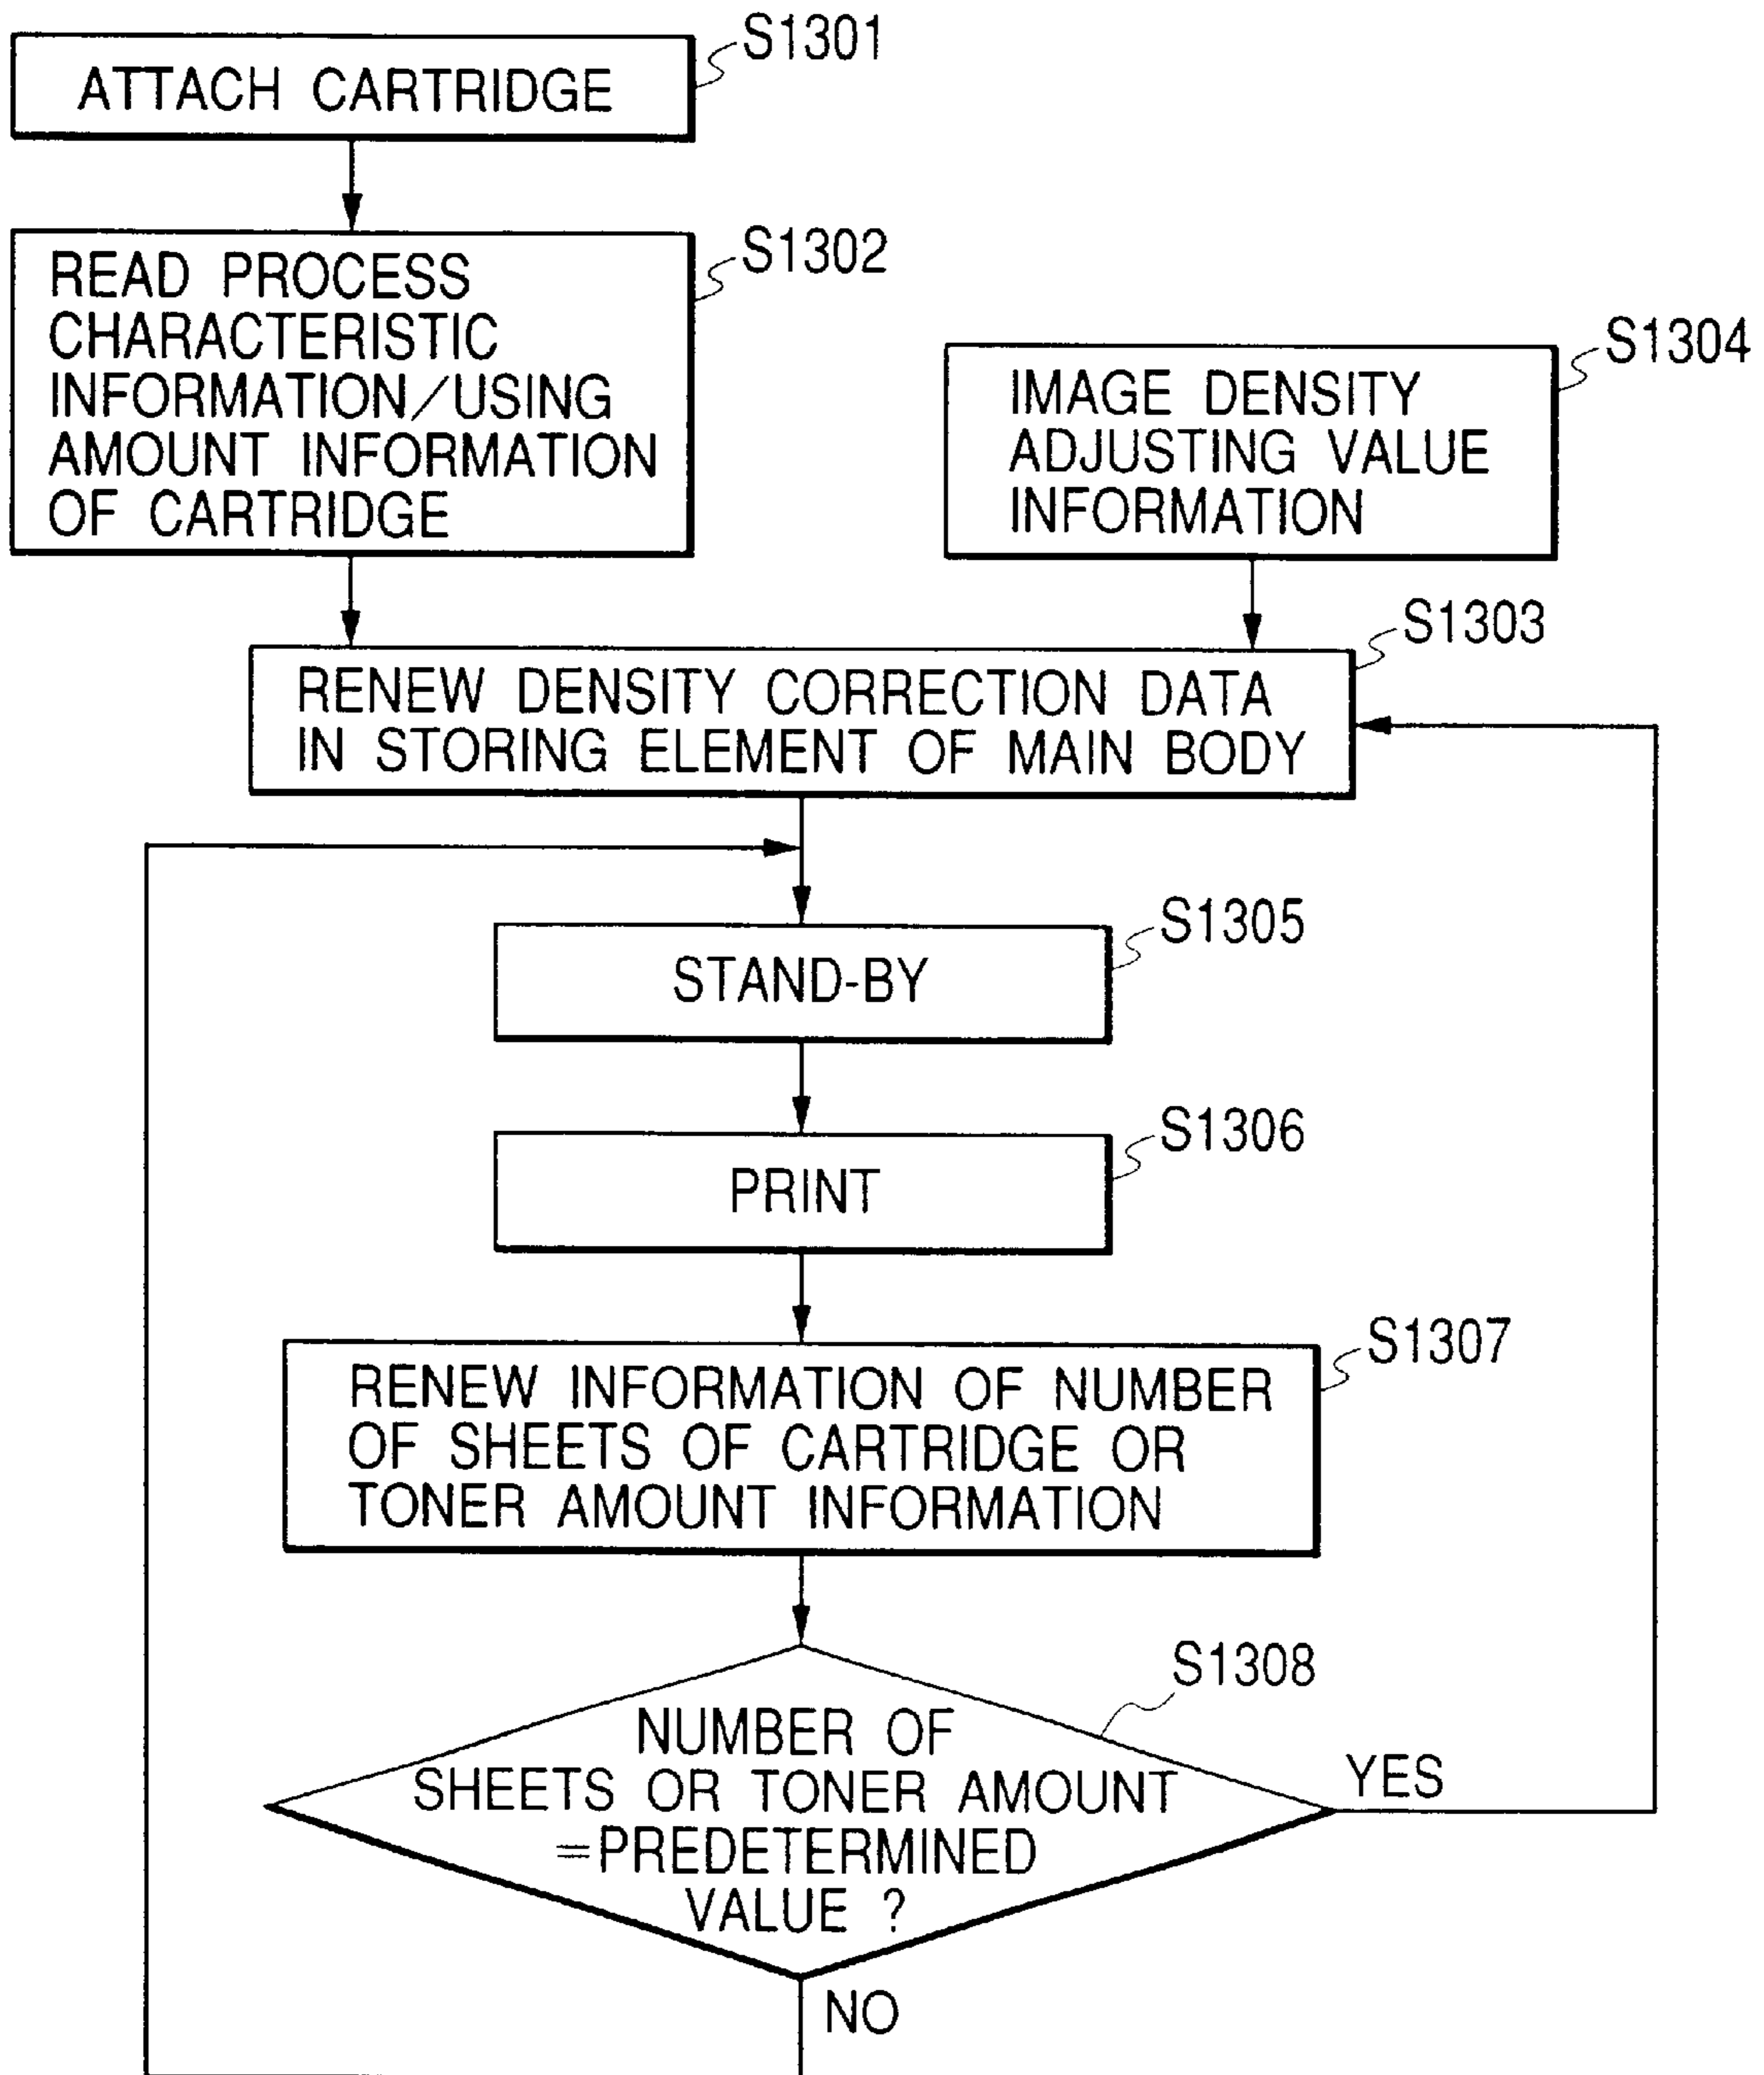 S1301
ATTACH CARTRIDGE
S1302
READ PROCESS
CHARACTERISTIC
INFORMATION/USING
AMOUNT INFORMATION
OF CARTRIDGE
S1304
IMAGE DENSITY
ADJUSTING VALUE
INFORMATION
S1303
RENEW DENSITY CORRECTION DATA
IN STORING ELEMENT OF MAIN BODY
S1305
STAND-BY
S1306
PRINT
S1307
RENEW INFORMATION OF NUMBER
OF SHEETS OF CARTRIDGE OR
TONER AMOUNT INFORMATION
S1308
NUMBER OF
SHEETS OR TONER AMOUNT
=PREDETERMINED
VALUE ?
YES
NO